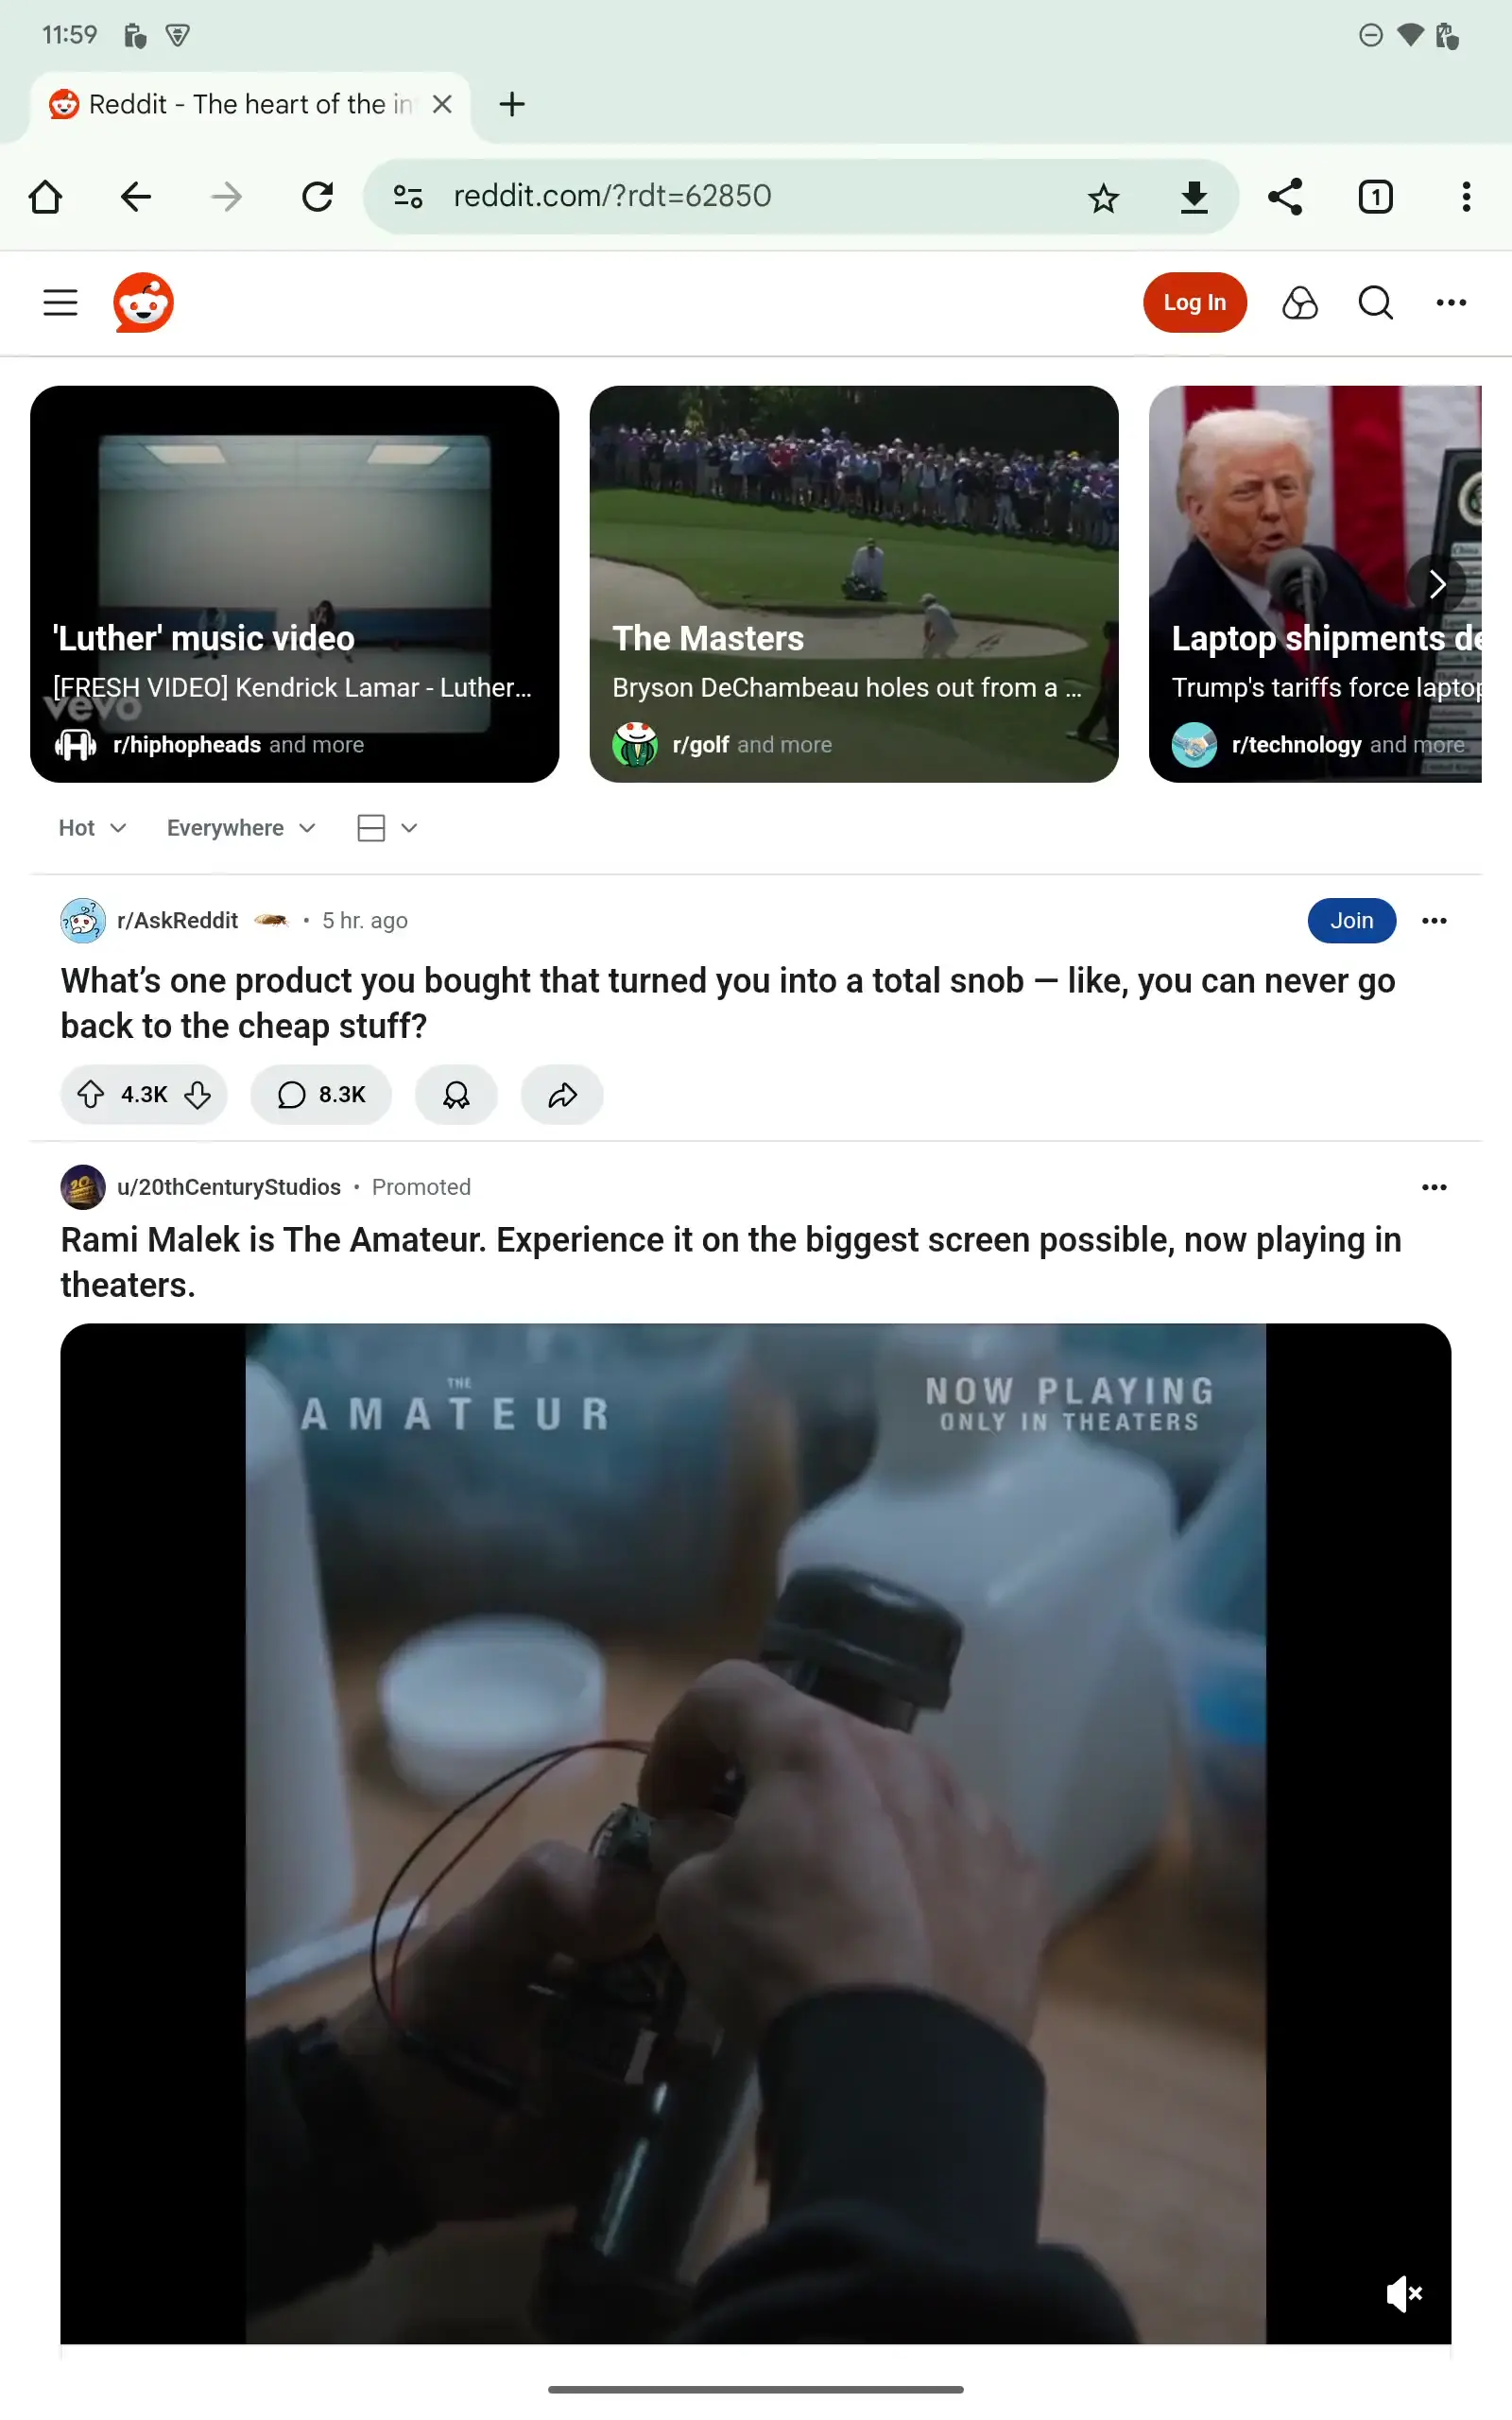 11:59
Reddit - The heart of the in
reddit.com/?rdt=62850
1
Log In
'Luther' music video
[FRESH VIDEO] Kendrick Lamar - Luther...
vevo
r/hiphopheads and more
The Masters
Bryson DeChambeau holes out from a ...
r/golf and more
Laptop shipments de
Trump's tariffs force laptop
r/technology and more
Hot
Everywhere
r/AskReddit • 5 hr. ago
Join
What’s one product you bought that turned you into a total snob — like, you can never go
back to the cheap stuff?
4.3K
8.3K
u/20thCenturyStudios • Promoted
Rami Malek is The Amateur. Experience it on the biggest screen possible, now playing in
theaters.
THE
AMATEUR
NOW PLAYING
ONLY IN THEATERS